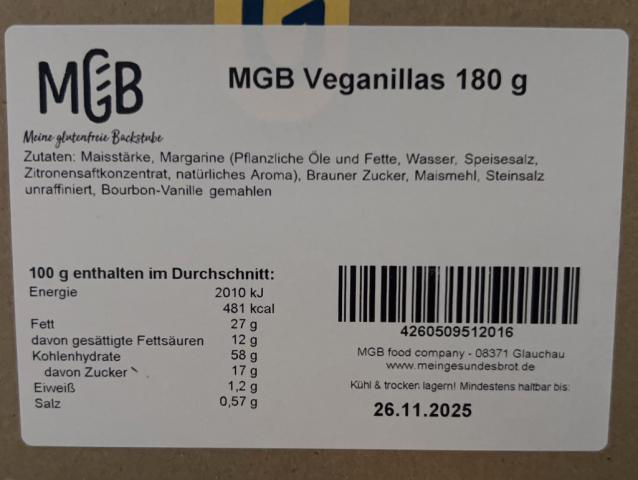 MGB
Meine glutenfreie Backstube
MGB Veganillas 180 g
Zutaten: Maisstärke, Margarine (Pflanzliche Öle und Fette, Wasser, Speisesalz,
Zitronensaftkonzentrat, natürliches Aroma), Brauner Zucker, Maismehl, Steinsalz
unraffiniert, Bourbon-Vanille gemahlen
100 g enthalten im Durchschnitt:
Energie 2010 kJ
481 kcal
Fett 27 g
davon gesättigte Fettsäuren 12 g
Kohlenhydrate 58 g
davon Zucker 17 g
Eiweiß 1,2 g
Salz 0,57 g
4260509512016
MGB food company - 08371 Glauchau
www.meingesundesbrot.de
Kühl & trocken lagern! Mindestens haltbar bis:
26.11.2025